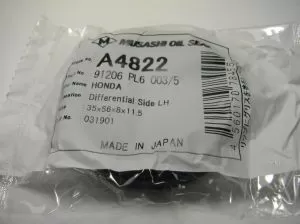 MUSASHI OIL SEAL
A4822
91206 PL6 003/5
HONDA
Differential Side LH
35x56x8x11.5
031901
MADE IN JAPAN